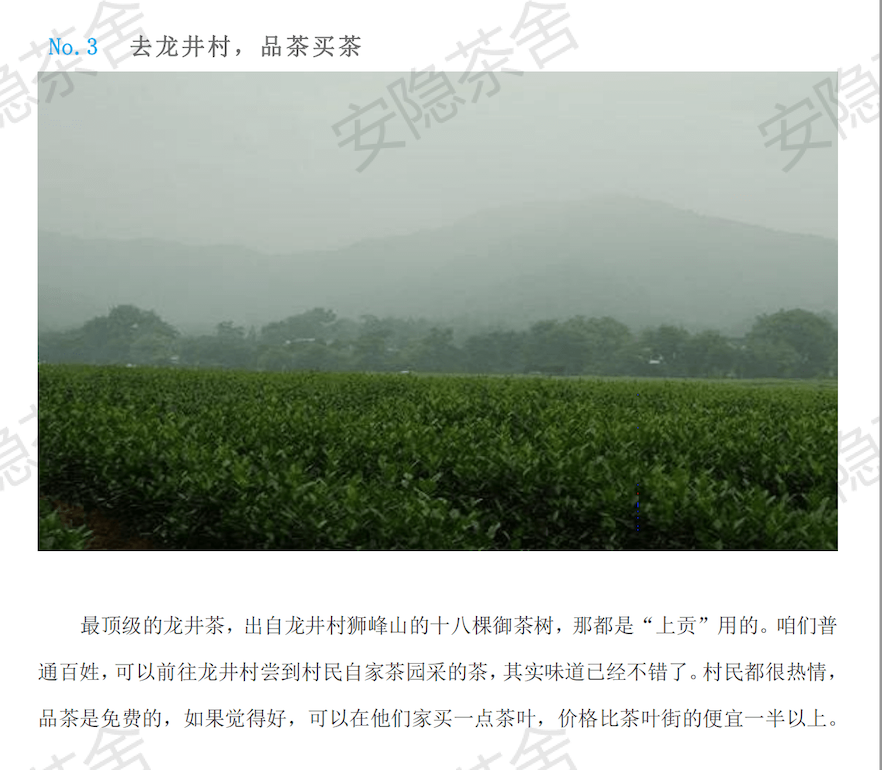 No.3 去龙井村，品茶买茶
安隐茶舍
最顶级的龙井茶，出自龙井村狮峰山的十八棵御茶树，那都是“上贡”用的。咱们普
通百姓，可以前往龙井村尝到村民自家茶园采的茶，其实味道已经不错了。村民都很热情，
品茶是免费的，如果觉得好，可以在他们家买一点茶叶，价格比茶叶街的便宜一半以上。